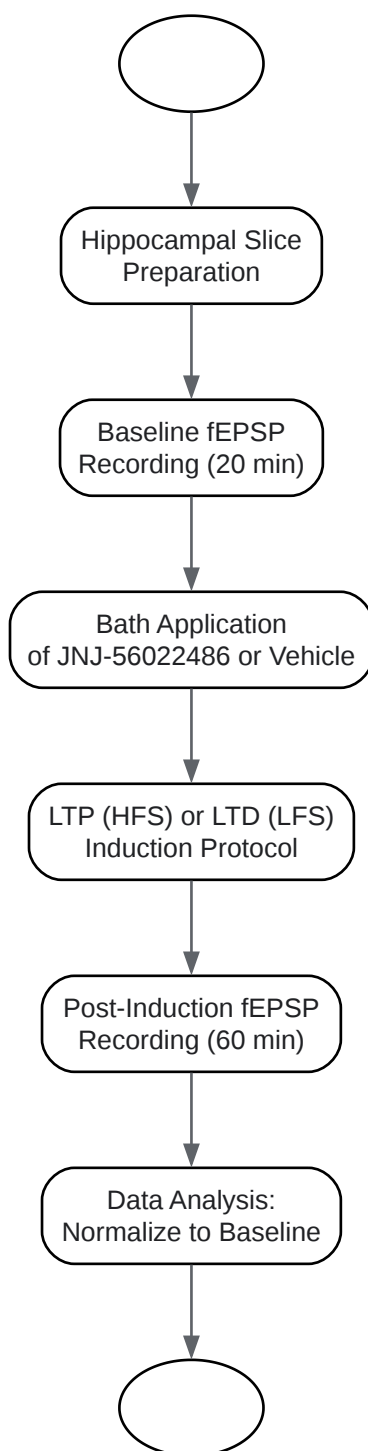 Hippocampal Slice
Preparation
Baseline fEPSP
Recording (20 min)
Bath Application
of JNJ-56022486 or Vehicle
LTP (HFS) or LTD (LFS)
Induction Protocol
Post-Induction fEPSP
Recording (60 min)
Data Analysis:
Normalize to Baseline